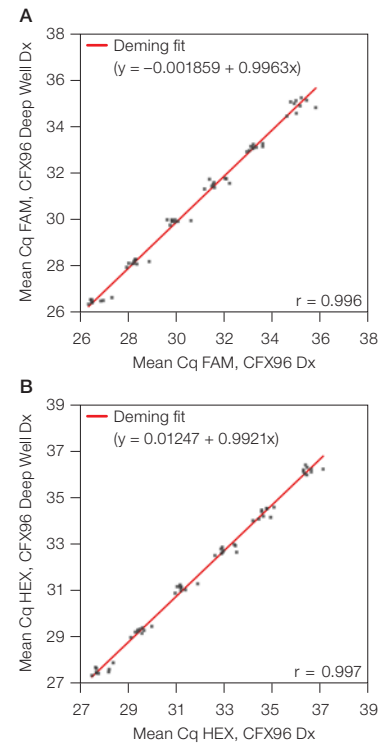 A
38
36
34
32
30
28
26
Mean Cq FAM, CFX96 Deep Well Dx
Deming fit
(y = –0.001859 + 0.9963x)
r = 0.996
26 28 30 32 34 36 38
Mean Cq FAM, CFX96 Dx
B
39
37
35
33
31
29
27
Mean Cq HEX, CFX96 Deep Well Dx
Deming fit
(y = 0.01247 + 0.9921x)
r = 0.997
27 29 31 33 35 37 39
Mean Cq HEX, CFX96 Dx